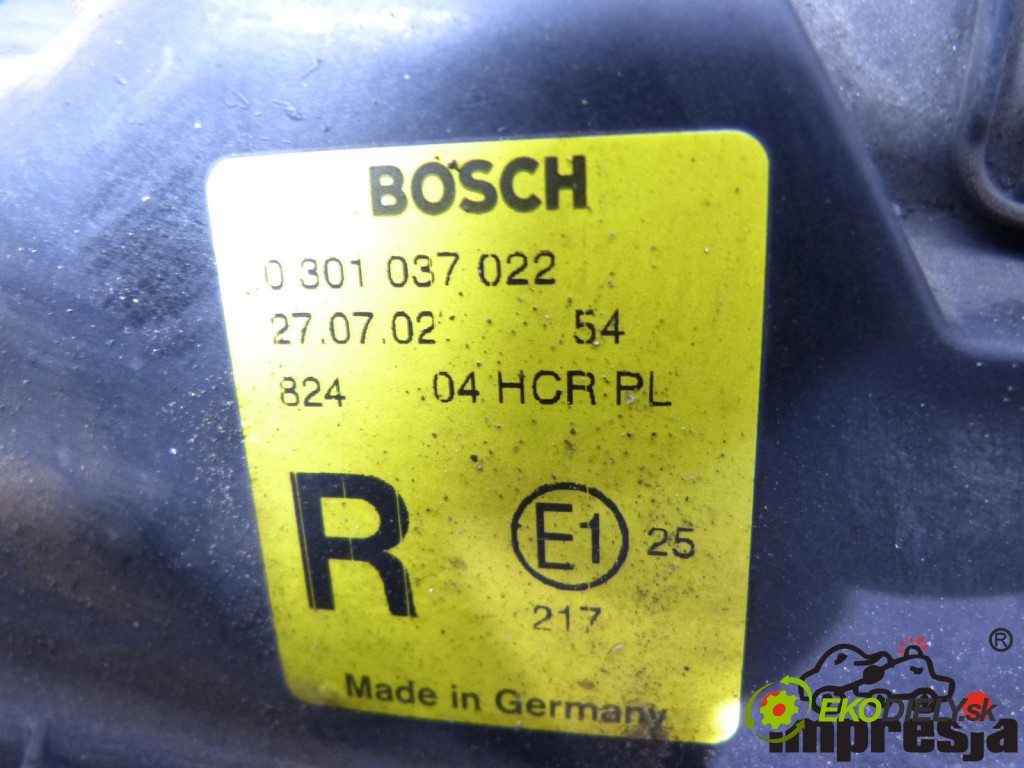 BOSCH
0 301 037 022
27.07.02 54
824 04 HCR PL
R E1 25
217
Made in Germany
®
EKODIELY.sk
impresja